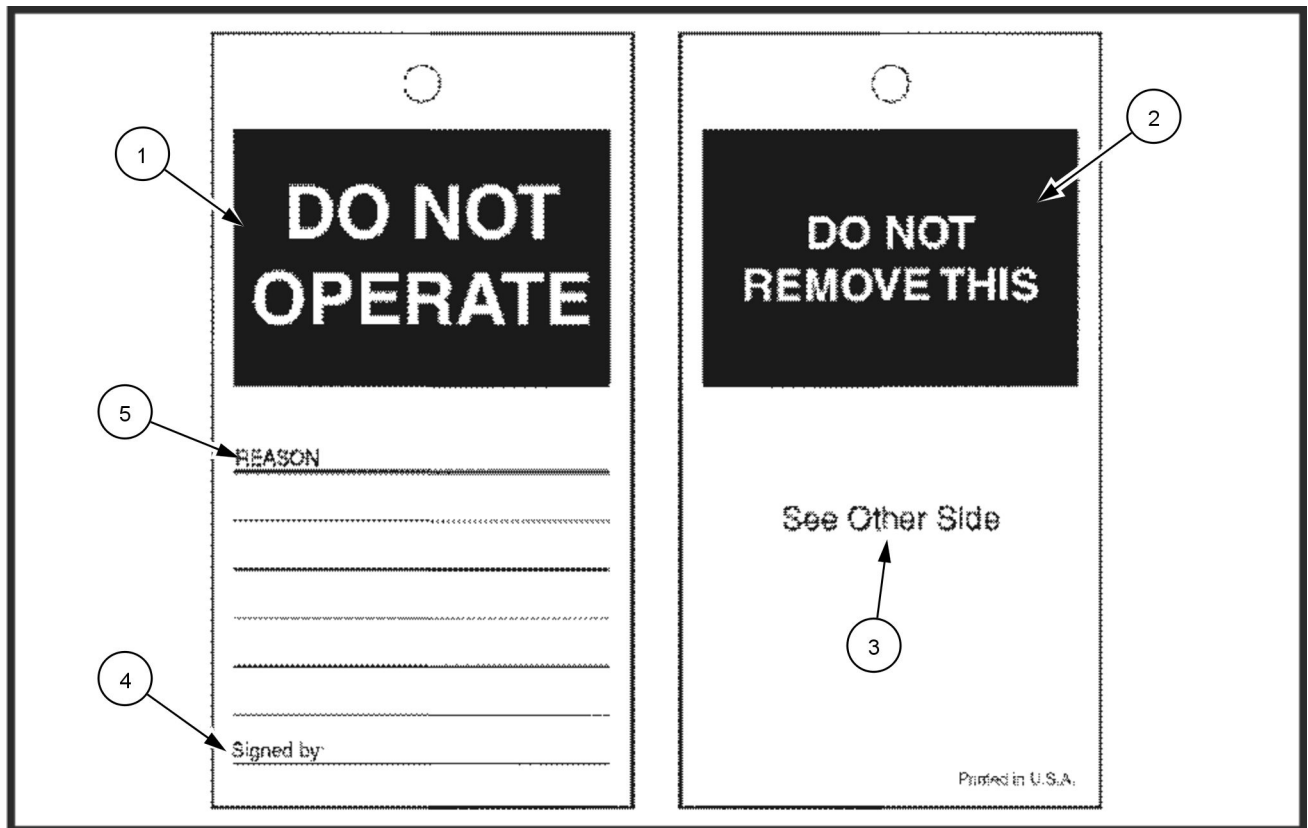 1
DO NOT
OPERATE
5
REASON
4
Signed by:
2
DO NOT
REMOVE THIS
See Other Side
3
Printed in U.S.A.